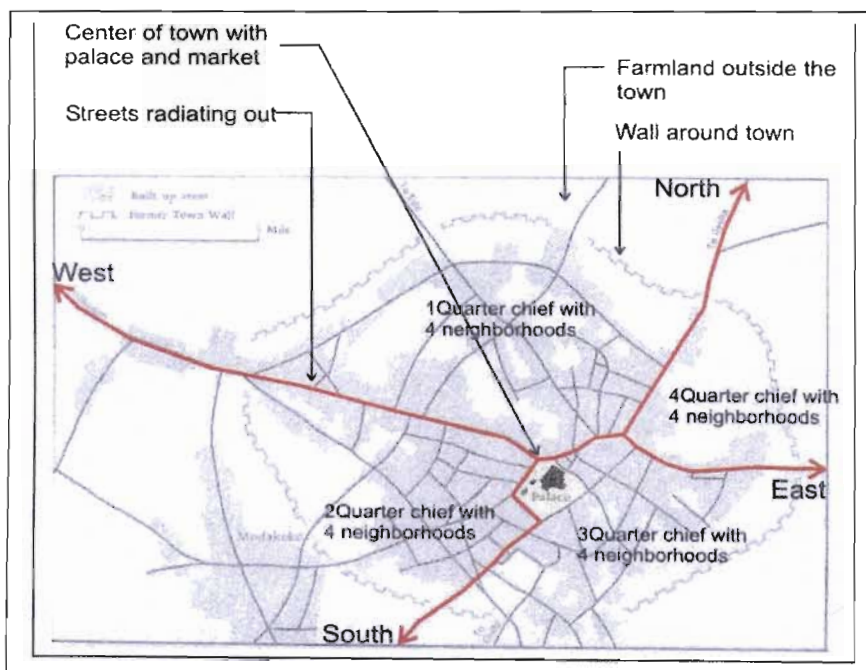 Center of town with
palace and market
Farmland outside the
town
Streets radiating out
Wall around town
North
Built up areas
Former Town Wall
Mile
West
1Quarter chief with
4 neighborhoods
4Quarter chief with
4 neighborhoods
Palace
East
2Quarter chief with
4 neighborhoods
3Quarter chief with
4 neighborhoods
Modakeke
South